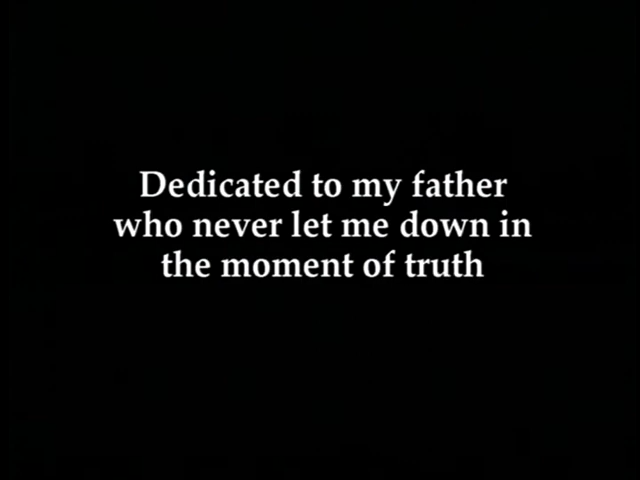 Dedicated to my father
who never let me down in
the moment of truth